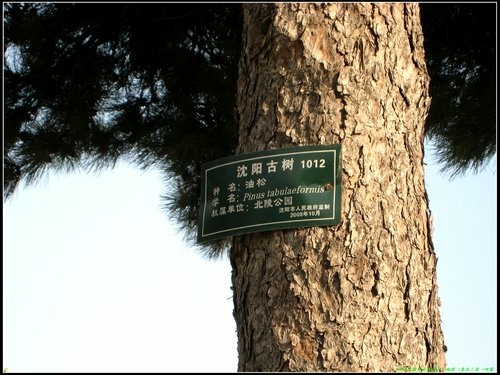 沈阳古树 1012
种 名：油松
学 名：Pinus tabulaeformis
权属单位：北陵公园
沈阳市人民政府监制
2008年10月